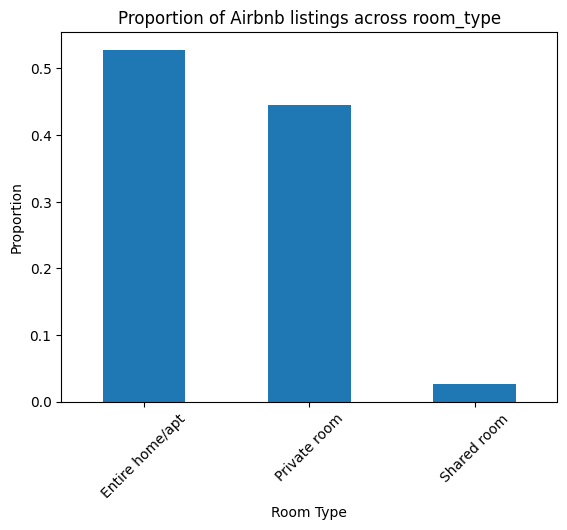 Proportion of Airbnb listings across room_type
Proportion
0.5
0.4
0.3
0.2
0.1
0.0
Entire home/apt
Private room
Shared room
Room Type